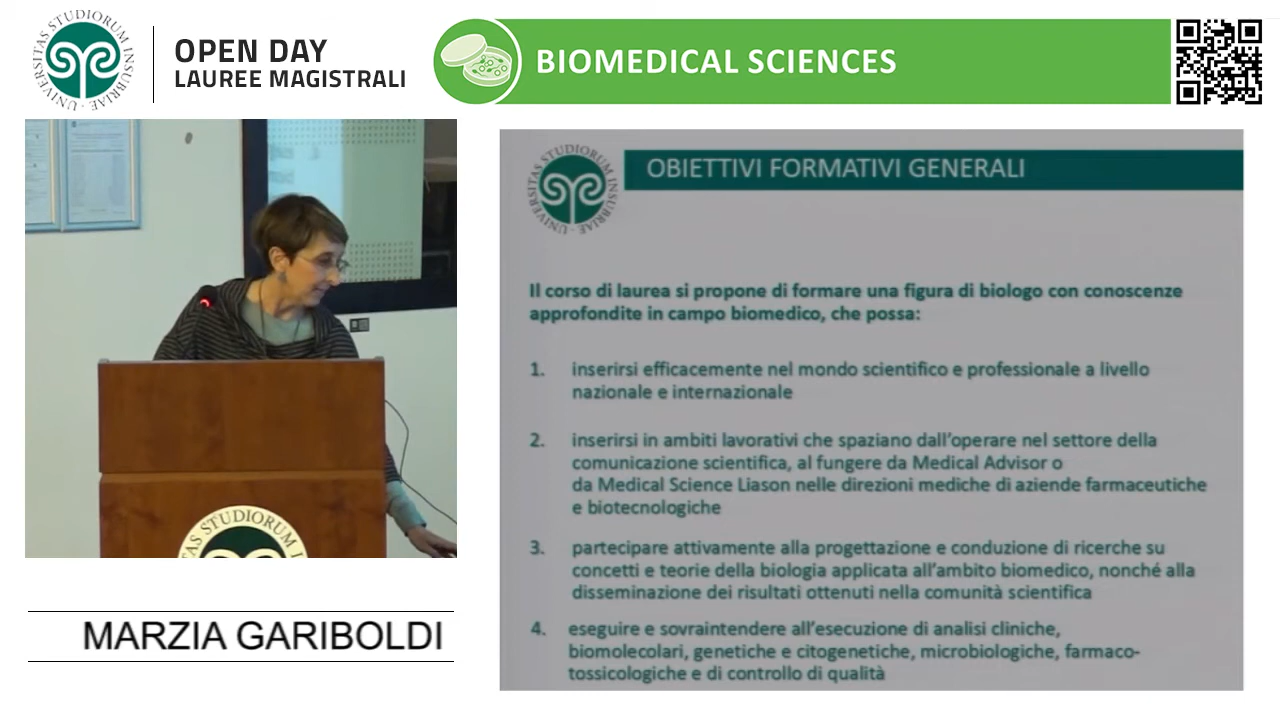 UNIVERSITAS STUDIORUM INSUBRIAE
OPEN DAY
LAUREE MAGISTRALI
BIOMEDICAL SCIENCES
UNIVERSITAS STUDIORUM INSUBRIAE
OBIETTIVI FORMATIVI GENERALI
Il corso di laurea si propone di formare una figura di biologo con conoscenze
approfondite in campo biomedico, che possa:
1. inserirsi efficacemente nel mondo scientifico e professionale a livello
nazionale e internazionale
2. inserirsi in ambiti lavorativi che spaziano dall'operare nel settore della
comunicazione scientifica, al fungere da Medical Advisor o
da Medical Science Liason nelle direzioni mediche di aziende farmaceutiche
e biotecnologiche
3. partecipare attivamente alla progettazione e conduzione di ricerche su
concetti e teorie della biologia applicata all'ambito biomedico, nonché alla
disseminazione dei risultati ottenuti nella comunità scientifica
4. eseguire e sovraintendere all'esecuzione di analisi cliniche,
biomolecolari, genetiche e citogenetiche, microbiologiche, farmaco-
tossicologiche e di controllo di qualità
STUDIORUM
MARZIA GARIBOLDI